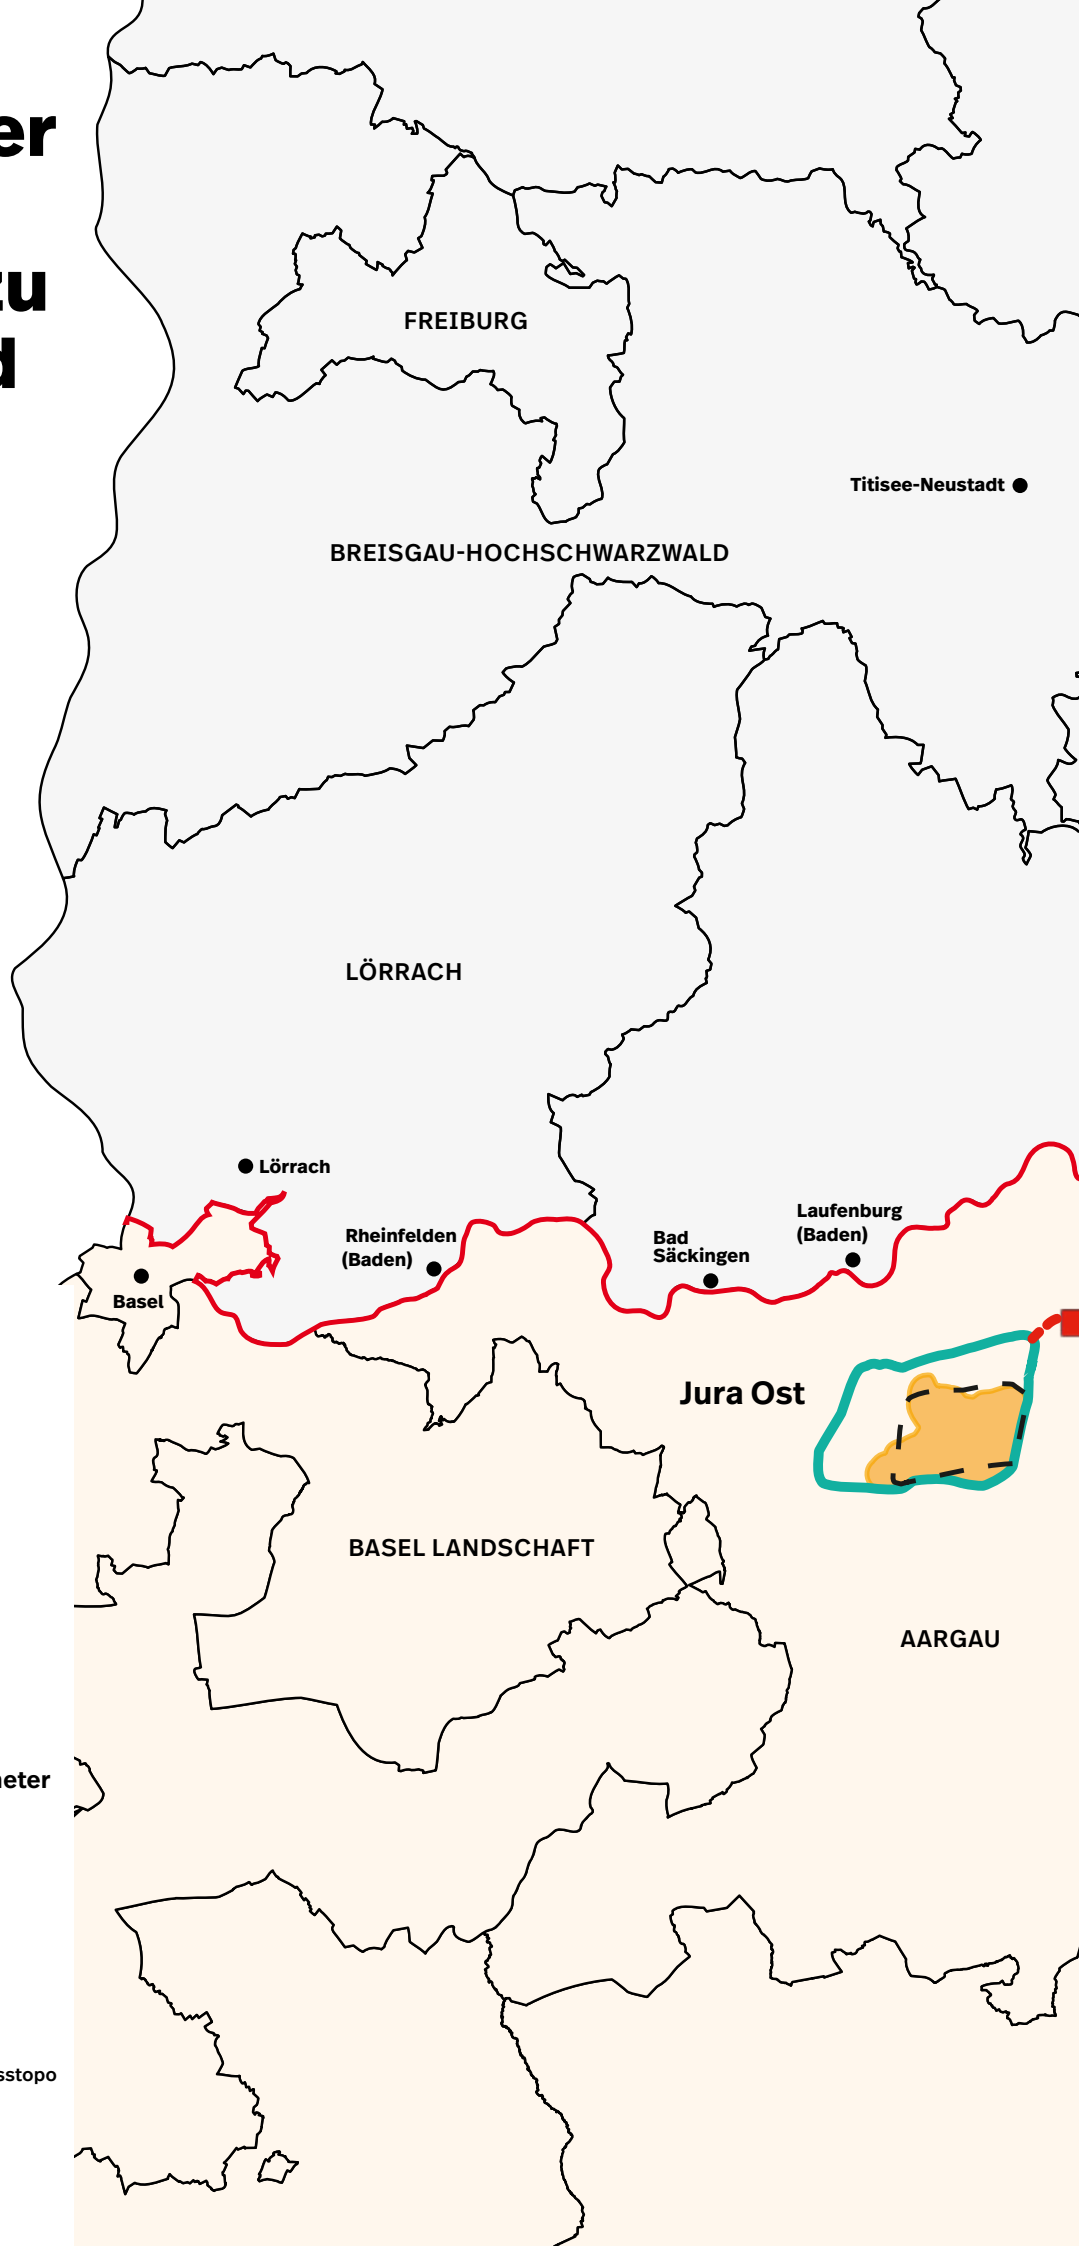 er
zu
d
FREIBURG
Titisee-Neustadt
BREISGAU-HOCHSCHWARZWALD
LÖRRACH
Lörrach
Laufenburg
(Baden)
Rheinfelden
(Baden)
Bad
Säckingen
Basel
Jura Ost
BASEL LANDSCHAFT
AARGAU
eter
sstopo